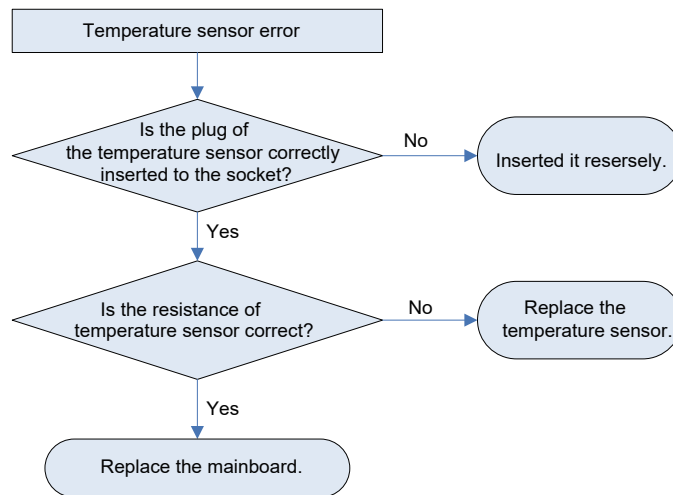 Temperature sensor error
Is the plug of
the temperature sensor correctly
inserted to the socket?
No
Inserted it resersely.
Yes
Is the resistance of
temperature sensor correct?
No
Replace the
temperature sensor.
Yes
Replace the mainboard.